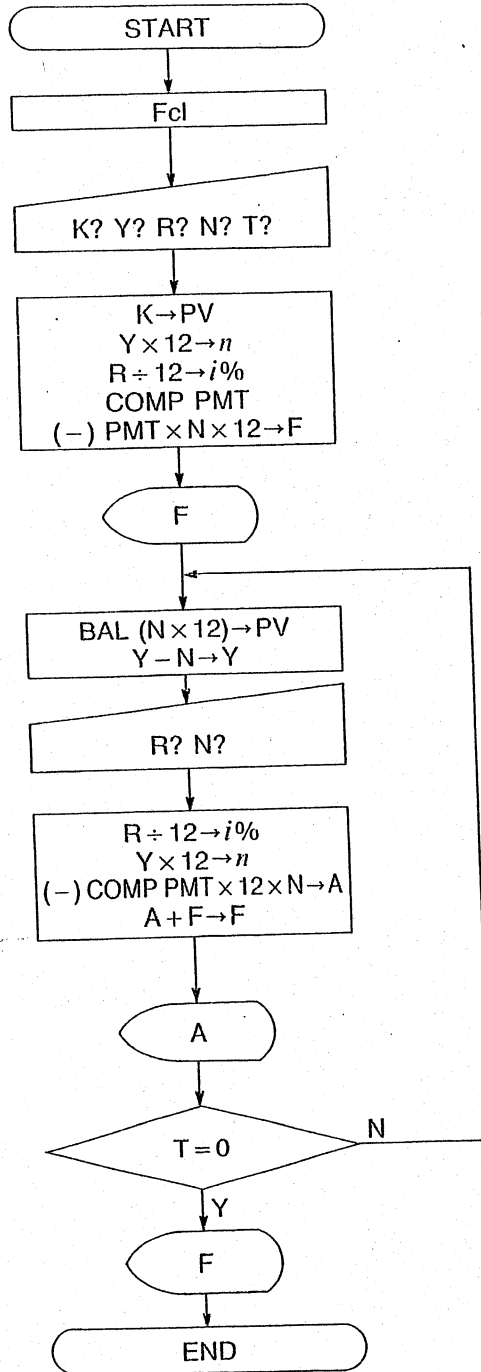 START
Fcl
K? Y? R? N? T?
K→PV
Y×12→n
R÷12→i%
COMP PMT
(−) PMT×N×12→F
F
BAL (N×12)→PV
Y−N→Y
R? N?
R÷12→i%
Y×12→n
(−) COMP PMT×12×N→A
A+F→F
A
T=0
N
Y
F
END